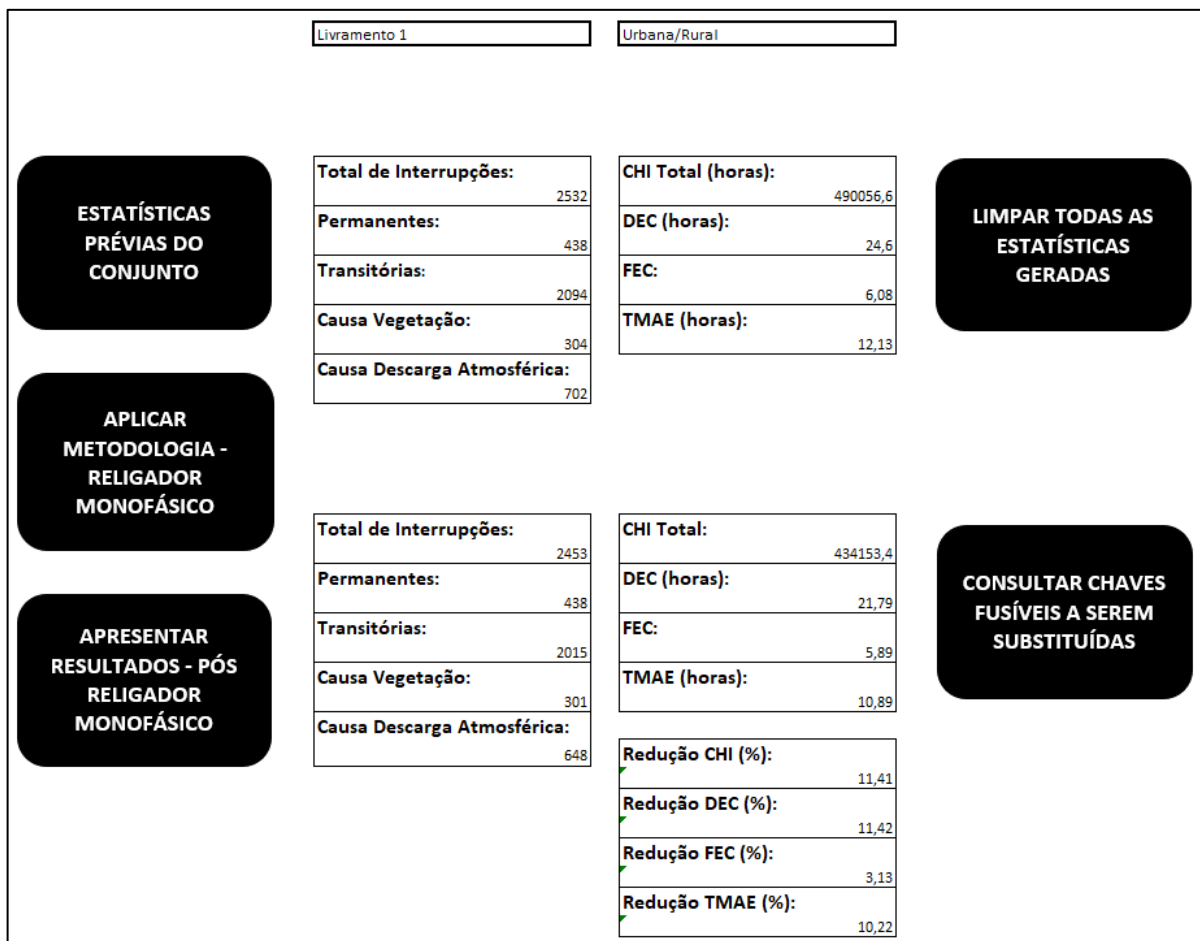 Livramento 1
Urbana/Rural
ESTATÍSTICAS
PRÉVIAS DO
CONJUNTO
Total de Interrupções:
2532
Permanentes:
438
Transitórias:
2094
Causa Vegetação:
304
Causa Descarga Atmosférica:
702
CHI Total (horas):
490056,6
DEC (horas):
24,6
FEC:
6,08
TMAE (horas):
12,13
LIMPAR TODAS AS
ESTATÍSTICAS
GERADAS
APLICAR
METODOLOGIA -
RELIGADOR
MONOFÁSICO
APRESENTAR
RESULTADOS - PÓS
RELIGADOR
MONOFÁSICO
Total de Interrupções:
2453
Permanentes:
438
Transitórias:
2015
Causa Vegetação:
301
Causa Descarga Atmosférica:
648
CHI Total:
434153,4
DEC (horas):
21,79
FEC:
5,89
TMAE (horas):
10,89
CONSULTAR CHAVES
FUSÍVEIS A SEREM
SUBSTITUÍDAS
Redução CHI (%):
11,41
Redução DEC (%):
11,42
Redução FEC (%):
3,13
Redução TMAE (%):
10,22